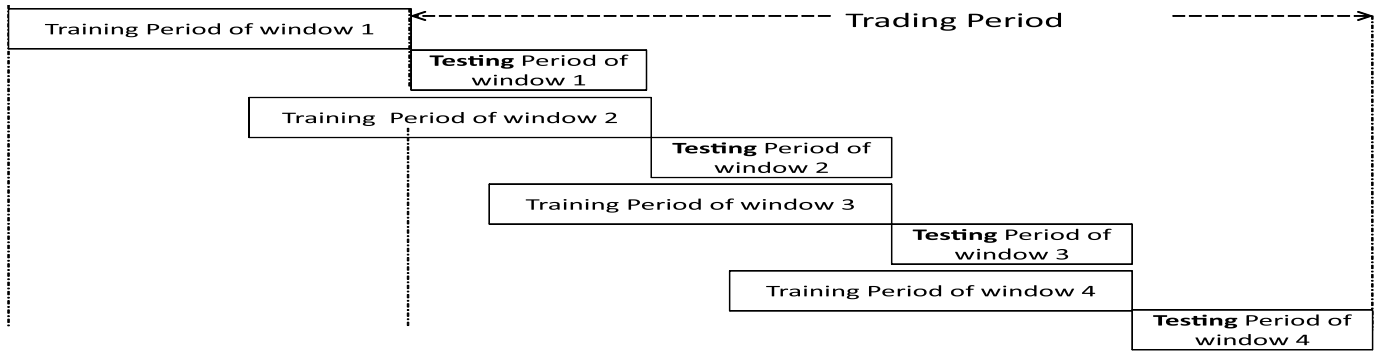 Training Period of window 1
Trading Period
Testing Period of
window 1
Training Period of window 2
Testing Period of
window 2
Training Period of window 3
Testing Period of
window 3
Training Period of window 4
Testing Period of
window 4